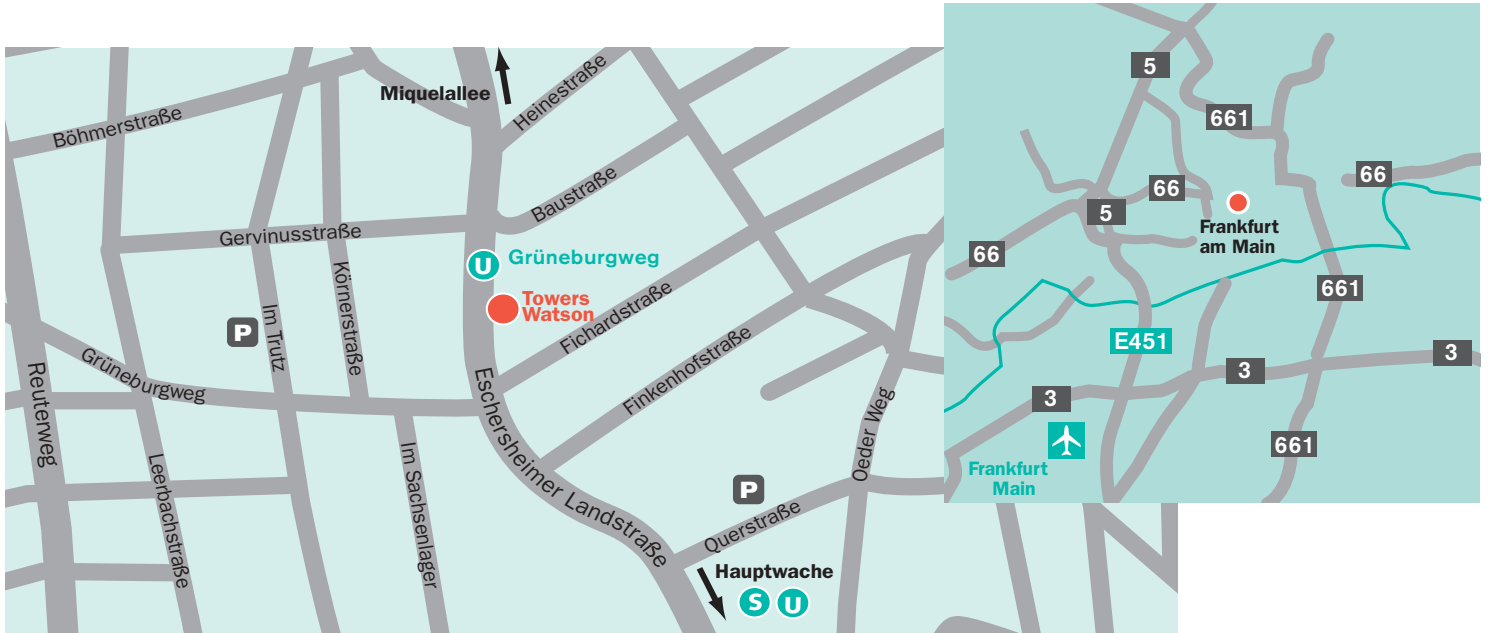 Miquelallee
Heinestraße
Böhmerstraße
Baustraße
Gervinusstraße
U
Grüneburgweg
Towers
Watson
Körnerstraße
Im Trutz
P
Fichardstraße
Finkenhofstraße
Grüneburgweg
Reuterweg
Leerbachstraße
Im Sachsenlager
Eschersheimer Landstraße
Oeder Weg
P
Querstraße
Hauptwache
S
U
5
661
66
66
5
Frankfurt
am Main
66
661
E451
3
3
3
661
Frankfurt
Main